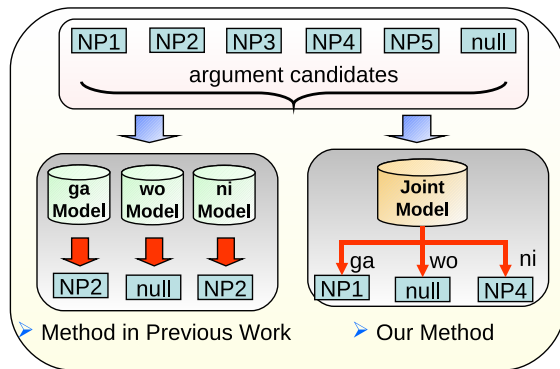 NP1 NP2 NP3 NP4 NP5 null
argument candidates
ga Model
wo Model
ni Model
NP2 null NP2
Method in Previous Work
Joint Model
ga wo ni
NP1 null NP4
Our Method